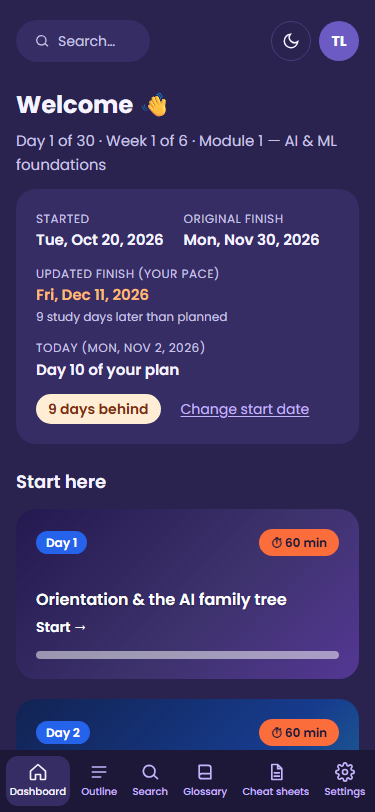 Search...
TL
Welcome 👋
Day 1 of 30 · Week 1 of 6 · Module 1 — AI & ML
foundations
STARTED
Tue, Oct 20, 2026
ORIGINAL FINISH
Mon, Nov 30, 2026
UPDATED FINISH (YOUR PACE)
Fri, Dec 11, 2026
9 study days later than planned
TODAY (MON, NOV 2, 2026)
Day 10 of your plan
9 days behind
Change start date
Start here
Day 1
⏱ 60 min
Orientation & the AI family tree
Start →
Day 2
⏱ 60 min
Dashboard
Outline
Search
Glossary
Cheat sheets
Settings